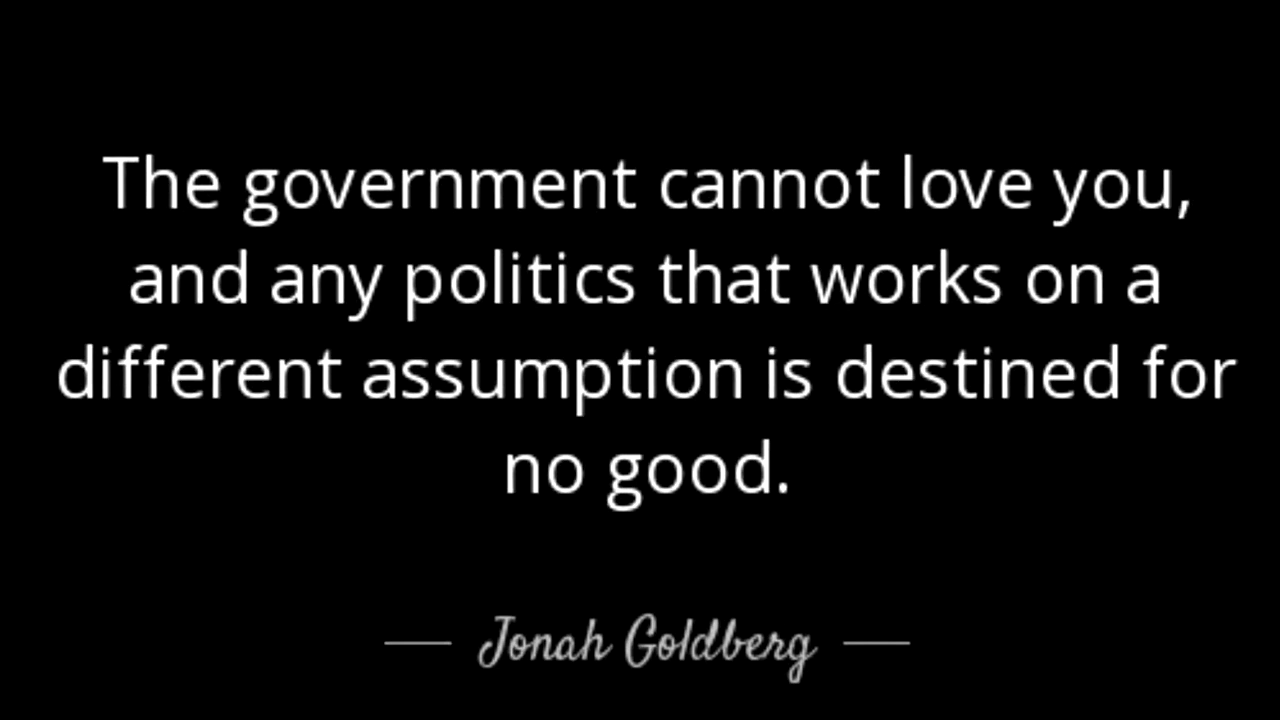 The government cannot love you,
and any politics that works on a
different assumption is destined for
no good.
Jonah Goldberg